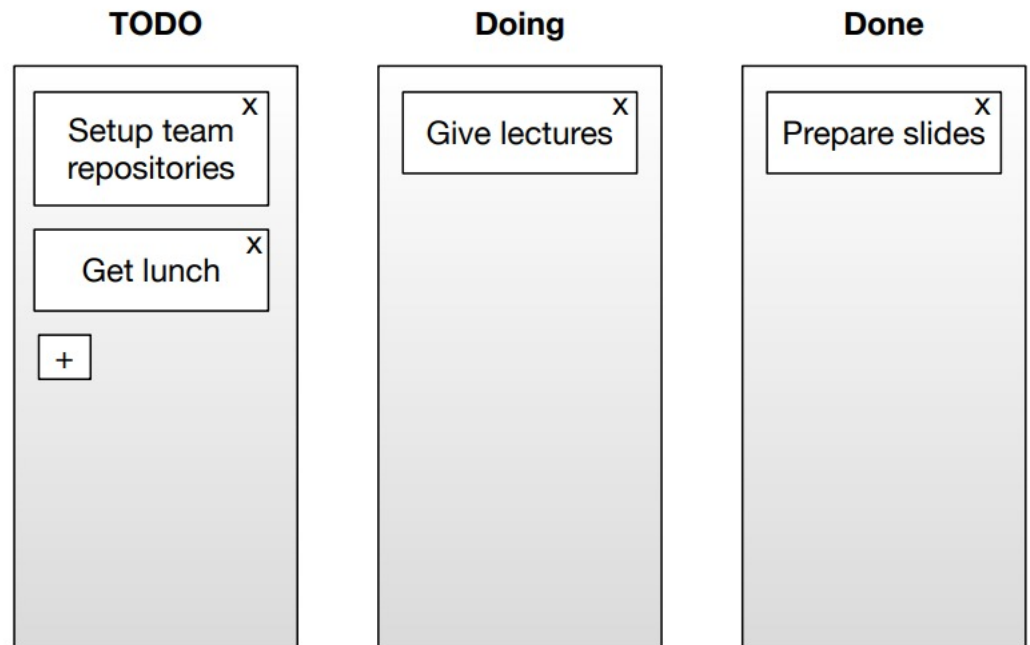 TODO
x
Setup team
repositories
x
Get lunch
+
Doing
x
Give lectures
Done
x
Prepare slides